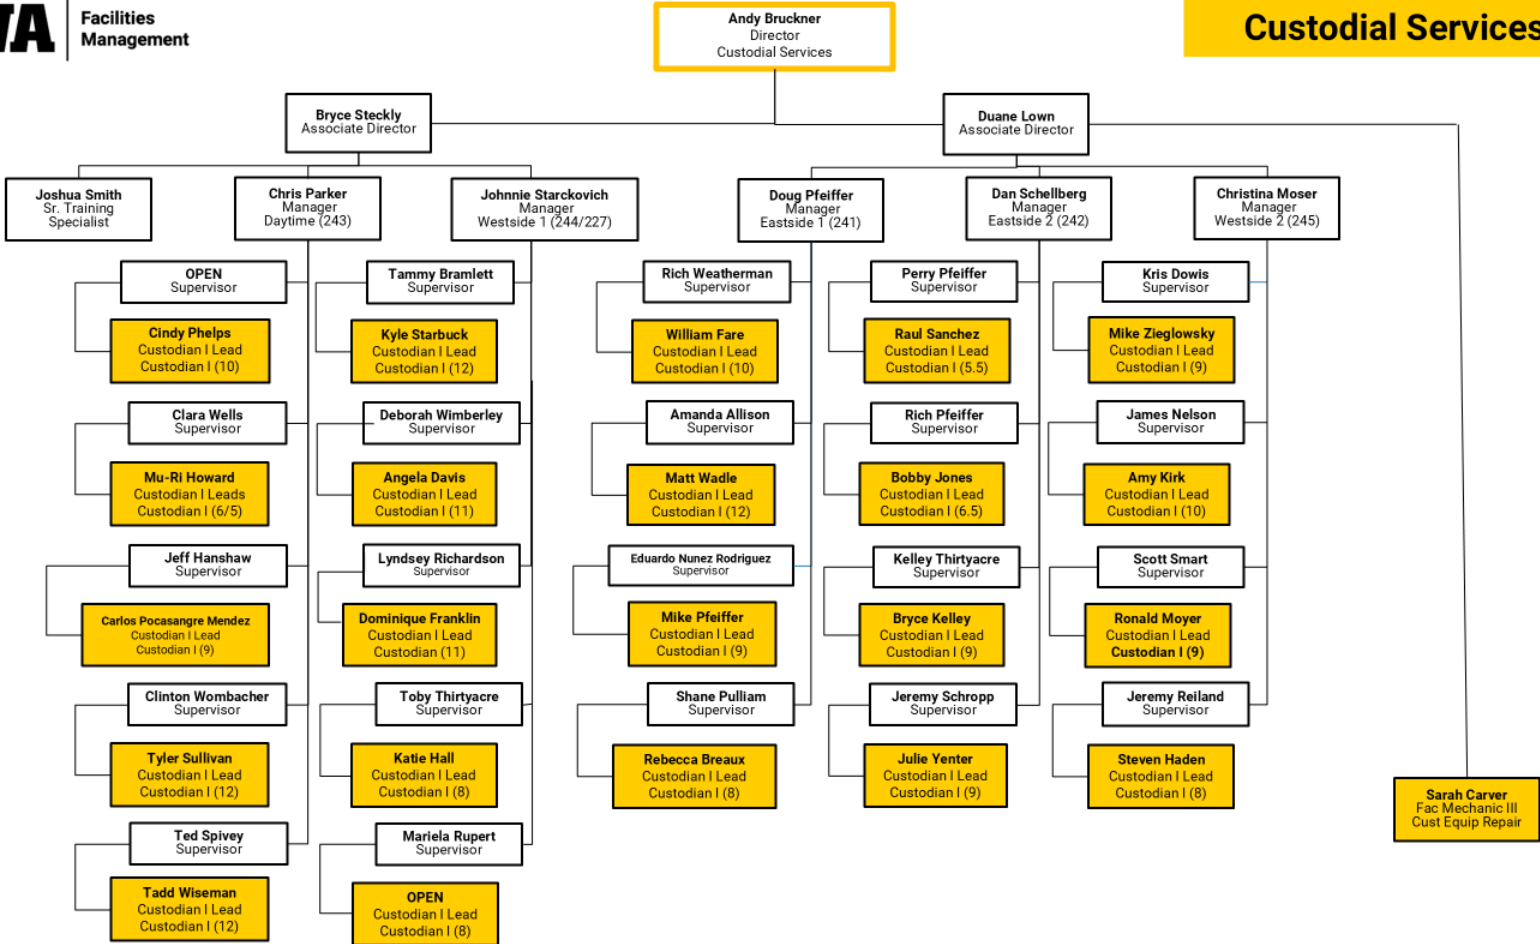 Facilities
Management
Custodial Services
Andy Bruckner
Director
Custodial Services
Bryce Steckly
Associate Director
Duane Lown
Associate Director
Joshua Smith
Sr. Training
Specialist
Chris Parker
Manager
Daytime (243)
Johnnie Starckovich
Manager
Westside 1 (244/227)
Doug Pfeiffer
Manager
Eastside 1 (241)
Dan Schellberg
Manager
Eastside 2 (242)
Christina Moser
Manager
Westside 2 (245)
OPEN
Supervisor
Cindy Phelps
Custodian I Lead
Custodian I (10)
Clara Wells
Supervisor
Mu-Ri Howard
Custodian I Leads
Custodian I (6/5)
Jeff Hanshaw
Supervisor
Carlos Pocasangre Mendez
Custodian I Lead
Custodian I (9)
Clinton Wombacher
Supervisor
Tyler Sullivan
Custodian I Lead
Custodian I (12)
Ted Spivey
Supervisor
Tadd Wiseman
Custodian I Lead
Custodian I (12)
Tammy Bramlett
Supervisor
Kyle Starbuck
Custodian I Lead
Custodian I (12)
Deborah Wimberley
Supervisor
Angela Davis
Custodian I Lead
Custodian I (11)
Lyndsey Richardson
Supervisor
Dominique Franklin
Custodian I Lead
Custodian (11)
Toby Thirtyacre
Supervisor
Katie Hall
Custodian I Lead
Custodian I (8)
Mariela Rupert
Supervisor
OPEN
Custodian I Lead
Custodian I (8)
Rich Weatherman
Supervisor
William Fare
Custodian I Lead
Custodian I (10)
Amanda Allison
Supervisor
Matt Wadle
Custodian I Lead
Custodian I (12)
Eduardo Nunez Rodriguez
Supervisor
Mike Pfeiffer
Custodian I Lead
Custodian I (9)
Shane Pulliam
Supervisor
Rebecca Breaux
Custodian I Lead
Custodian I (8)
Perry Pfeiffer
Supervisor
Raul Sanchez
Custodian I Lead
Custodian I (5.5)
Rich Pfeiffer
Supervisor
Bobby Jones
Custodian I Lead
Custodian I (6.5)
Kelley Thirtyacre
Supervisor
Bryce Kelley
Custodian I Lead
Custodian I (9)
Jeremy Schropp
Supervisor
Julie Yenter
Custodian I Lead
Custodian I (9)
Kris Dowis
Supervisor
Mike Zieglowsky
Custodian I Lead
Custodian I (9)
James Nelson
Supervisor
Amy Kirk
Custodian I Lead
Custodian I (10)
Scott Smart
Supervisor
Ronald Moyer
Custodian I Lead
Custodian I (9)
Jeremy Reiland
Supervisor
Steven Haden
Custodian I Lead
Custodian I (8)
Sarah Carver
Fac Mechanic III
Cust Equip Repair